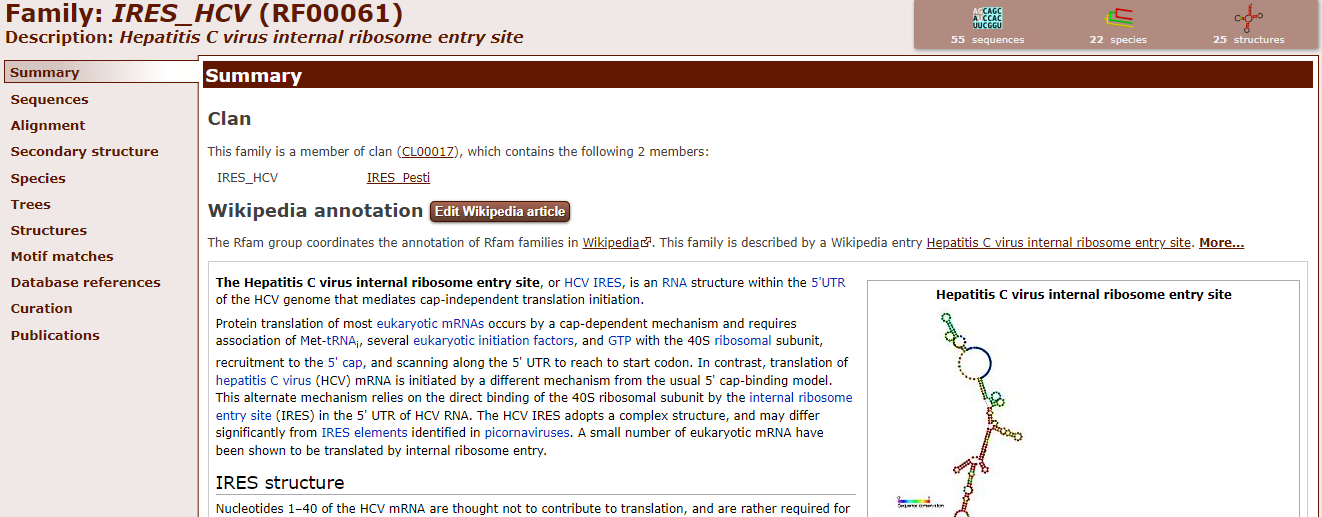 Family: IRES_HCV (RF00061)
Description: Hepatitis C virus internal ribosome entry site
55 sequences
22 species
25 structures
Summary
Sequences
Alignment
Secondary structure
Species
Trees
Structures
Motif matches
Database references
Curation
Publications
Summary
Clan
This family is a member of clan (CL00017), which contains the following 2 members:
IRES_HCV IRES_Pesti
Wikipedia annotation Edit Wikipedia article
The Rfam group coordinates the annotation of Rfam families in Wikipedia. This family is described by a Wikipedia entry Hepatitis C virus internal ribosome entry site. More...
The Hepatitis C virus internal ribosome entry site, or HCV IRES, is an RNA structure within the 5'UTR
of the HCV genome that mediates cap-independent translation initiation.
Protein translation of most eukaryotic mRNAs occurs by a cap-dependent mechanism and requires
association of Met-tRNAi, several eukaryotic initiation factors, and GTP with the 40S ribosomal subunit,
recruitment to the 5' cap, and scanning along the 5' UTR to reach to start codon. In contrast, translation of
hepatitis C virus (HCV) mRNA is initiated by a different mechanism from the usual 5' cap-binding model.
This alternate mechanism relies on the direct binding of the 40S ribosomal subunit by the internal ribosome
entry site (IRES) in the 5' UTR of HCV RNA. The HCV IRES adopts a complex structure, and may differ
significantly from IRES elements identified in picornaviruses. A small number of eukaryotic mRNA have
been shown to be translated by internal ribosome entry.
IRES structure
Nucleotides 1–40 of the HCV mRNA are thought not to contribute to translation, and are rather required for
Hepatitis C virus internal ribosome entry site
Sequence conservation